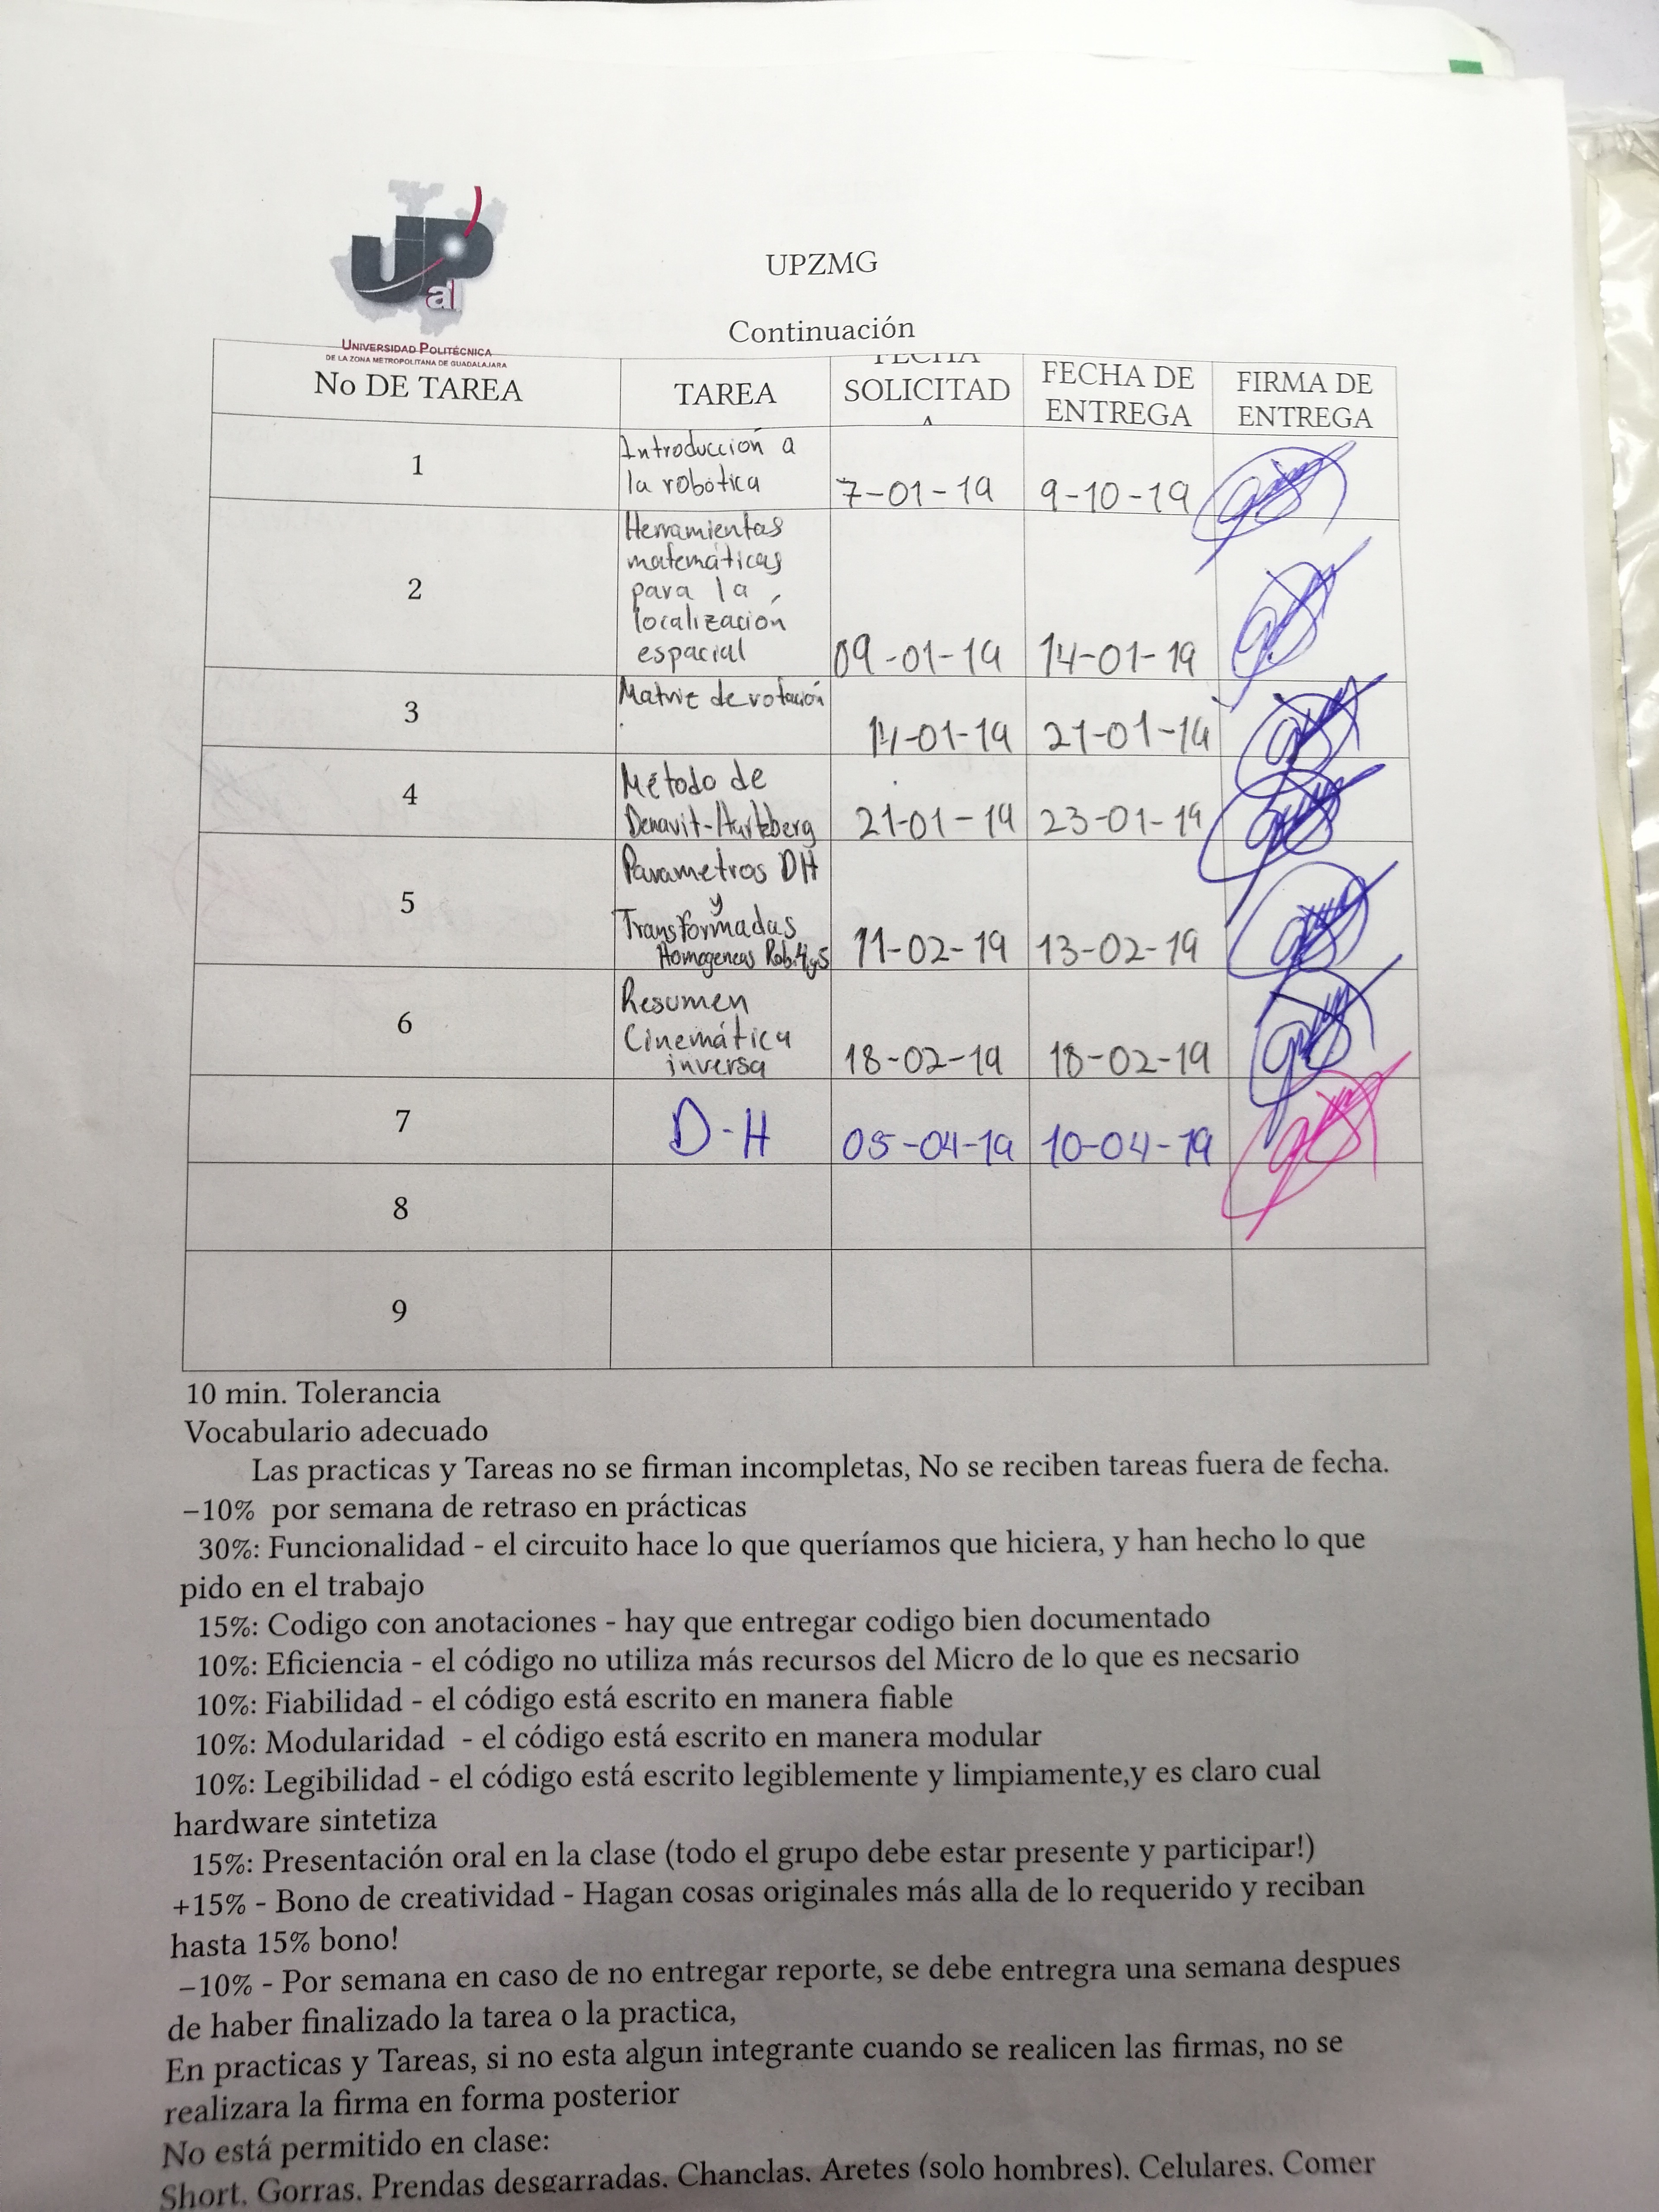 UP
al
UNIVERSIDAD POLITÉCNICA
DE LA ZONA METROPOLITANA DE GUADALAJARA
UPZMG
Continuación
No DE TAREA
TAREA
FECHA
SOLICITAD
A
FECHA DE
ENTREGA
FIRMA DE
ENTREGA
1
Introducción a
la robótica
7-01-19
9-10-19
2
Herramientas
matemáticas
para la
localización
espacial
09-01-19
14-01-19
3
Matriz de rotación
14-01-19
21-01-19
4
Método de
Denavit-
21-01-19
23-01-19
5
Parametros DH
y
Transformadas
Homogeneas Rob. 4y5
11-02-19
13-02-19
6
Resumen
Cinemática
inversa
18-02-19
18-02-19
7
D-H
05-04-19
10-04-19
8
9
10 min. Tolerancia
Vocabulario adecuado
Las practicas y Tareas no se firman incompletas, No se reciben tareas fuera de fecha.
−10% por semana de retraso en prácticas
30%: Funcionalidad - el circuito hace lo que queríamos que hiciera, y han hecho lo que
pido en el trabajo
15%: Codigo con anotaciones - hay que entregar codigo bien documentado
10%: Eficiencia - el código no utiliza más recursos del Micro de lo que es necsario
10%: Fiabilidad - el código está escrito en manera fiable
10%: Modularidad - el código está escrito en manera modular
10%: Legibilidad - el código está escrito legiblemente y limpiamente,y es claro cual
hardware sintetiza
15%: Presentación oral en la clase (todo el grupo debe estar presente y participar!)
+15% - Bono de creatividad - Hagan cosas originales más alla de lo requerido y reciban
hasta 15% bono!
−10% - Por semana en caso de no entregar reporte, se debe entregra una semana despues
de haber finalizado la tarea o la practica,
En practicas y Tareas, si no esta algun integrante cuando se realicen las firmas, no se
realizara la firma en forma posterior
No está permitido en clase:
Short, Gorras, Prendas desgarradas, Chanclas, Aretes (solo hombres), Celulares, Comer